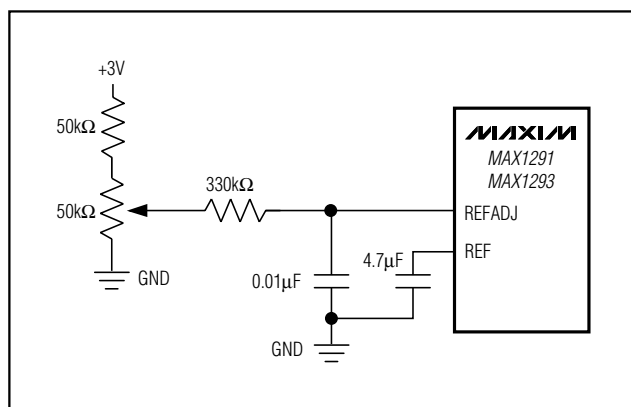 +3V
50kΩ
50kΩ
330kΩ
GND
0.01µF
4.7µF
GND
MAXIM
MAX1291
MAX1293
REFADJ
REF